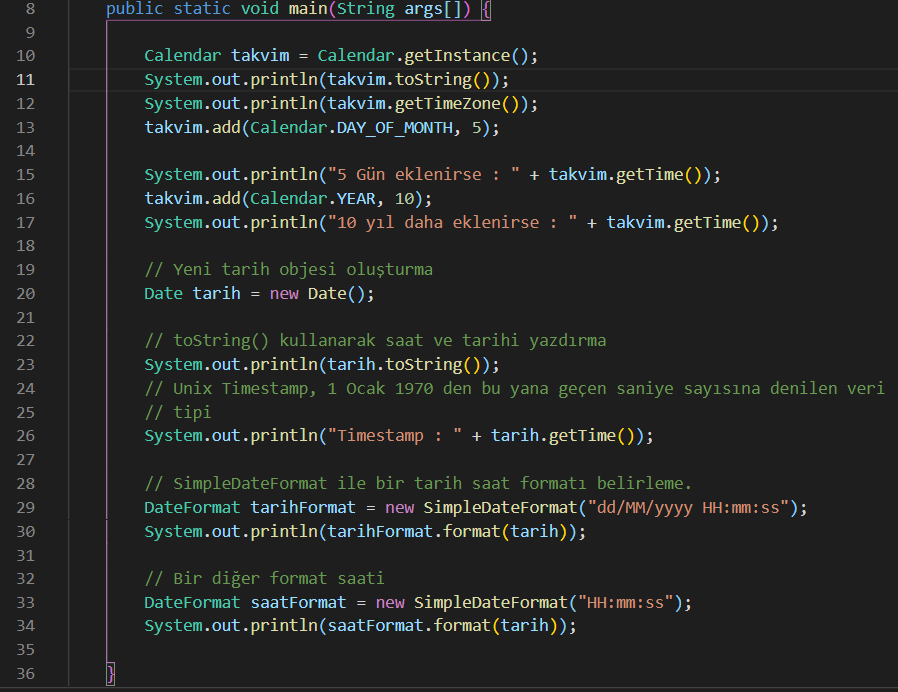 8 public static void main(String args[]) {
9
10 Calendar takvim = Calendar.getInstance();
11 System.out.println(takvim.toString());
12 System.out.println(takvim.getTimeZone());
13 takvim.add(Calendar.DAY_OF_MONTH, 5);
14
15 System.out.println("5 Gün eklenirse : " + takvim.getTime());
16 takvim.add(Calendar.YEAR, 10);
17 System.out.println("10 yıl daha eklenirse : " + takvim.getTime());
18
19 // Yeni tarih objesi oluşturma
20 Date tarih = new Date();
21
22 // toString() kullanarak saat ve tarihi yazdırma
23 System.out.println(tarih.toString());
24 // Unix Timestamp, 1 Ocak 1970 den bu yana geçen saniye sayısına denilen veri
25 // tipi
26 System.out.println("Timestamp : " + tarih.getTime());
27
28 // SimpleDateFormat ile bir tarih saat formatı belirleme.
29 DateFormat tarihFormat = new SimpleDateFormat("dd/MM/yyyy HH:mm:ss");
30 System.out.println(tarihFormat.format(tarih));
31
32 // Bir diğer format saati
33 DateFormat saatFormat = new SimpleDateFormat("HH:mm:ss");
34 System.out.println(saatFormat.format(tarih));
35
36 }